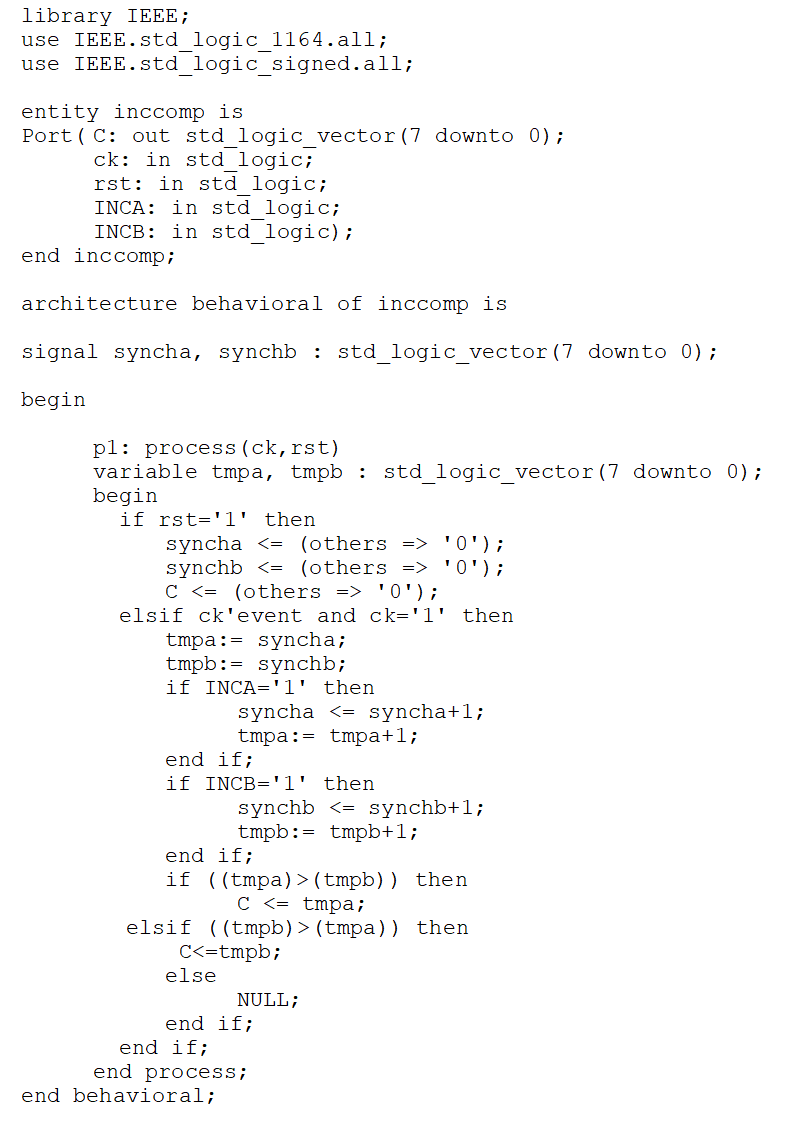 library IEEE;
use IEEE.std_logic_1164.all;
use IEEE.std_logic_signed.all;

entity inccomp is
Port( C: out std_logic_vector(7 downto 0);
      ck: in std_logic;
      rst: in std_logic;
      INCA: in std_logic;
      INCB: in std_logic);
end inccomp;

architecture behavioral of inccomp is

signal syncha, synchb : std_logic_vector(7 downto 0);

begin

      p1: process(ck,rst)
      variable tmpa, tmpb : std_logic_vector(7 downto 0);
      begin
        if rst='1' then
            syncha <= (others => '0');
            synchb <= (others => '0');
            C <= (others => '0');
        elsif ck'event and ck='1' then
            tmpa:= syncha;
            tmpb:= synchb;
            if INCA='1' then
                  syncha <= syncha+1;
                  tmpa:= tmpa+1;
            end if;
            if INCB='1' then
                  synchb <= synchb+1;
                  tmpb:= tmpb+1;
            end if;
            if ((tmpa)>(tmpb)) then
                  C <= tmpa;
         elsif ((tmpb)>(tmpa)) then
             C<=tmpb;
            else
                  NULL;
            end if;
        end if;
      end process;
end behavioral;